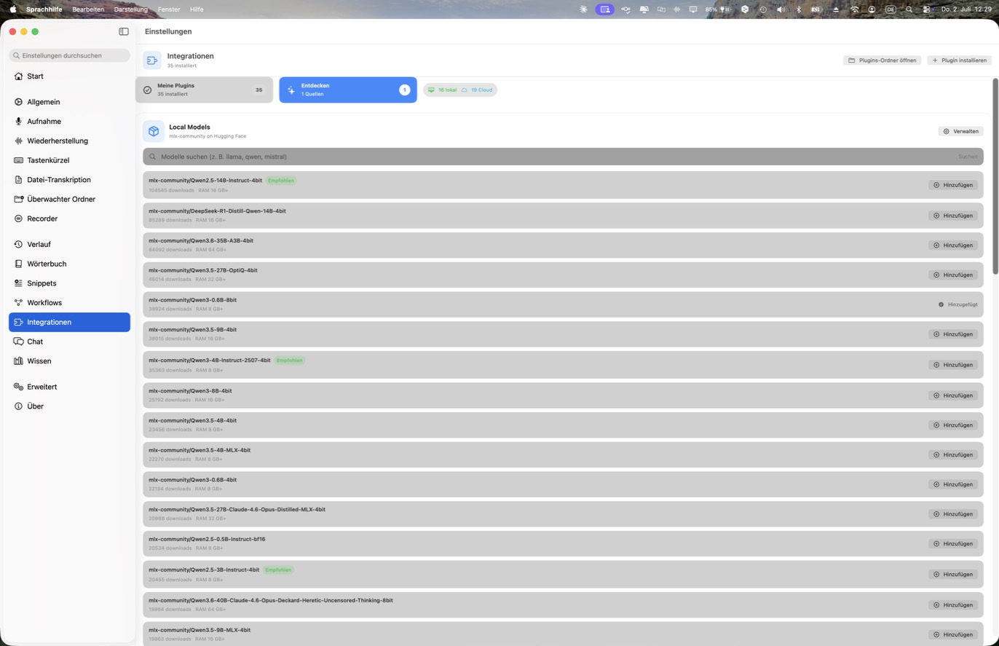 Sprachhilfe Bearbeiten Darstellung Fenster Hilfe
85% DE Do. 2. Juli 12:29
Einstellungen durchsuchen
Start
Allgemein
Aufnahme
Wiederherstellung
Tastenkürzel
Datei-Transkription
Überwachter Ordner
Recorder
Verlauf
Wörterbuch
Snippets
Workflows
Integrationen
Chat
Wissen
Erweitert
Über
Einstellungen
Integrationen
35 installiert
Plugins-Ordner öffnen
Plugin installieren
Meine Plugins
35 installiert
35
Entdecken
1 Quellen
1
16 lokal 19 Cloud
Local Models
mlx-community on Hugging Face
Verwalten
Modelle suchen (z. B. llama, qwen, mistral) Suchen
mlx-community/Qwen2.5-14B-Instruct-4bit Empfohlen
104545 downloads RAM 16 GB+
Hinzufügen
mlx-community/DeepSeek-R1-Distill-Qwen-14B-4bit
85289 downloads RAM 16 GB+
Hinzufügen
mlx-community/Qwen3.6-35B-A3B-4bit
64092 downloads RAM 64 GB+
Hinzufügen
mlx-community/Qwen3.5-27B-OptiQ-4bit
46014 downloads RAM 32 GB+
Hinzufügen
mlx-community/Qwen3-0.6B-8bit
38924 downloads RAM 8 GB+
Hinzugefügt
mlx-community/Qwen3.5-9B-4bit
38015 downloads RAM 16 GB+
Hinzufügen
mlx-community/Qwen3-4B-Instruct-2507-4bit Empfohlen
35363 downloads RAM 8 GB+
Hinzufügen
mlx-community/Qwen3-8B-4bit
25192 downloads RAM 16 GB+
Hinzufügen
mlx-community/Qwen3.5-4B-4bit
23456 downloads RAM 8 GB+
Hinzufügen
mlx-community/Qwen3.5-4B-MLX-4bit
22270 downloads RAM 8 GB+
Hinzufügen
mlx-community/Qwen3-0.6B-4bit
22194 downloads RAM 8 GB+
Hinzufügen
mlx-community/Qwen3.5-27B-Claude-4.6-Opus-Distilled-MLX-4bit
20988 downloads RAM 32 GB+
Hinzufügen
mlx-community/Qwen2.5-0.5B-Instruct-bf16
20534 downloads RAM 8 GB+
Hinzufügen
mlx-community/Qwen2.5-3B-Instruct-4bit Empfohlen
20455 downloads RAM 8 GB+
Hinzufügen
mlx-community/Qwen3.6-40B-Claude-4.6-Opus-Deckard-Heretic-Uncensored-Thinking-8bit
19864 downloads RAM 64 GB+
Hinzufügen
mlx-community/Qwen3.5-9B-MLX-4bit
19863 downloads RAM 16 GB+
Hinzufügen